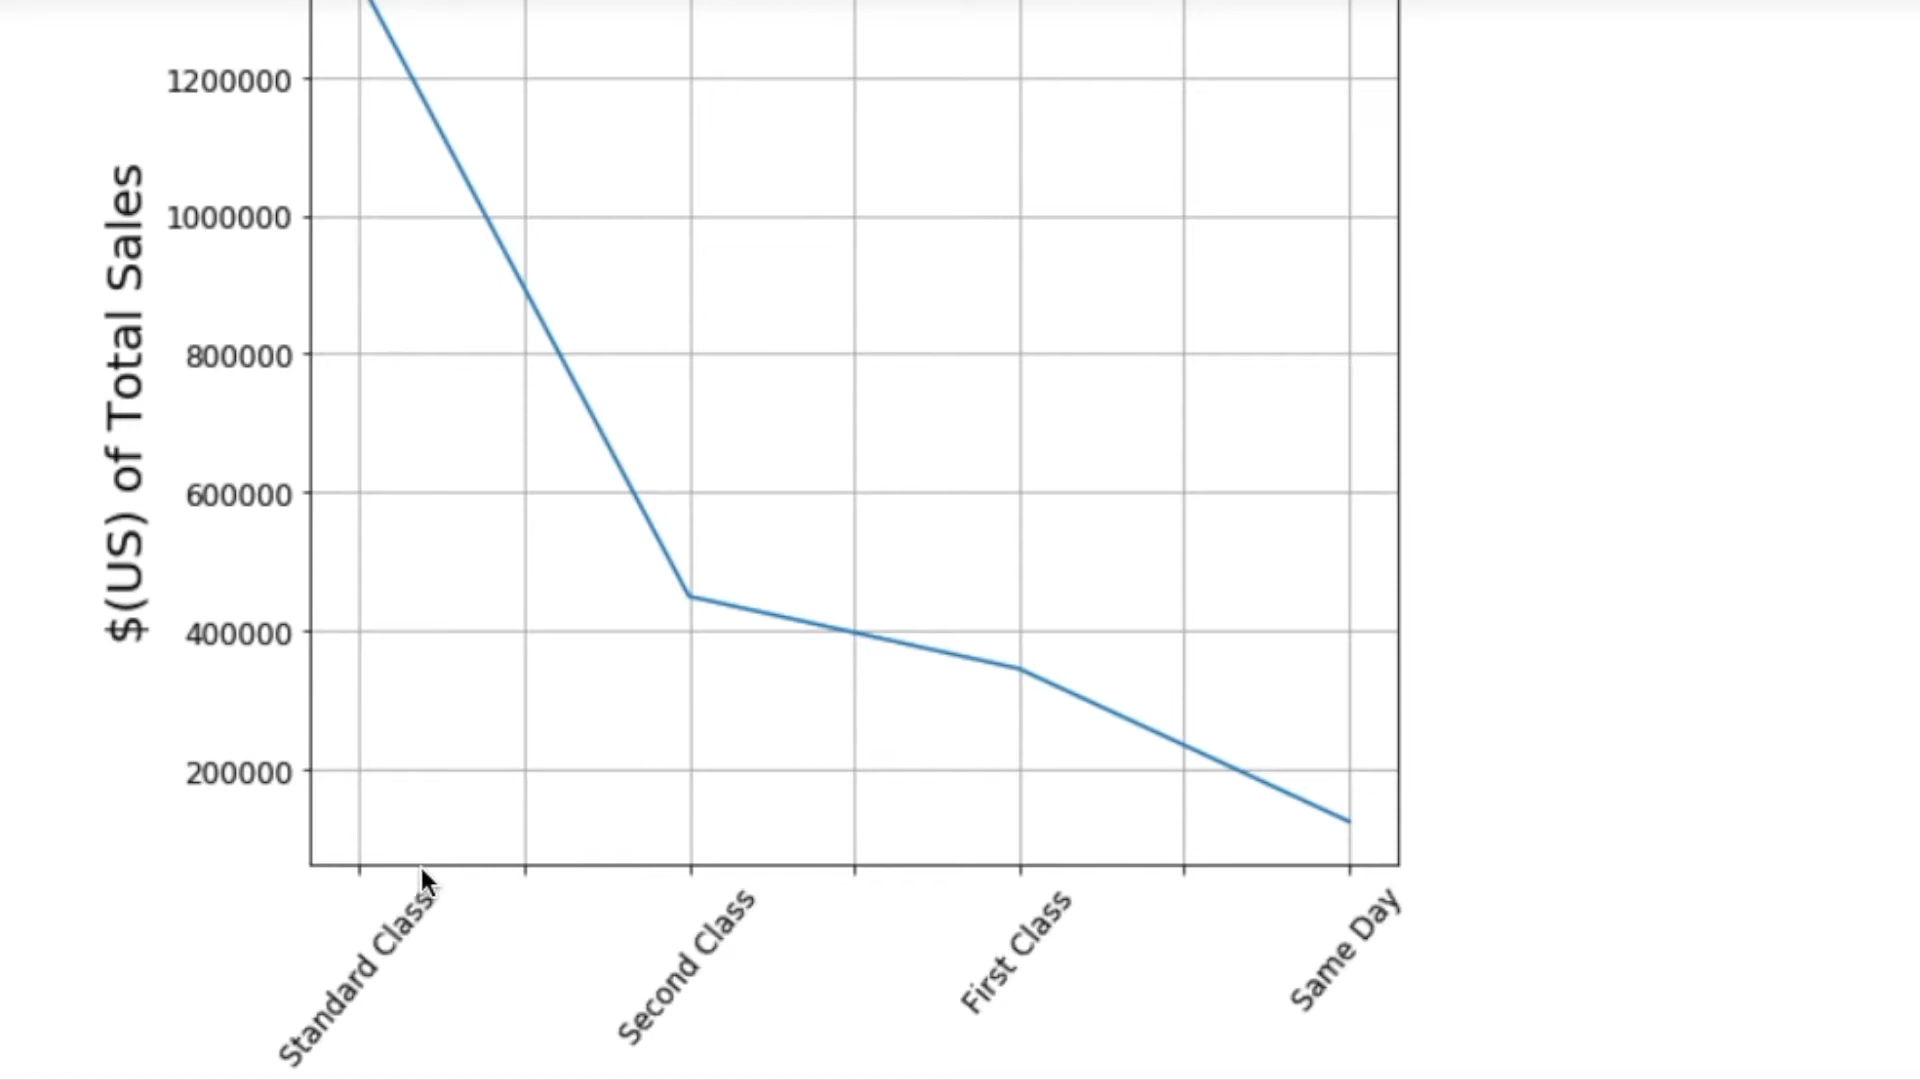 1200000
1000000
800000
600000
400000
200000
$(US) of Total Sales
Standard Class
Second Class
First Class
Same Day